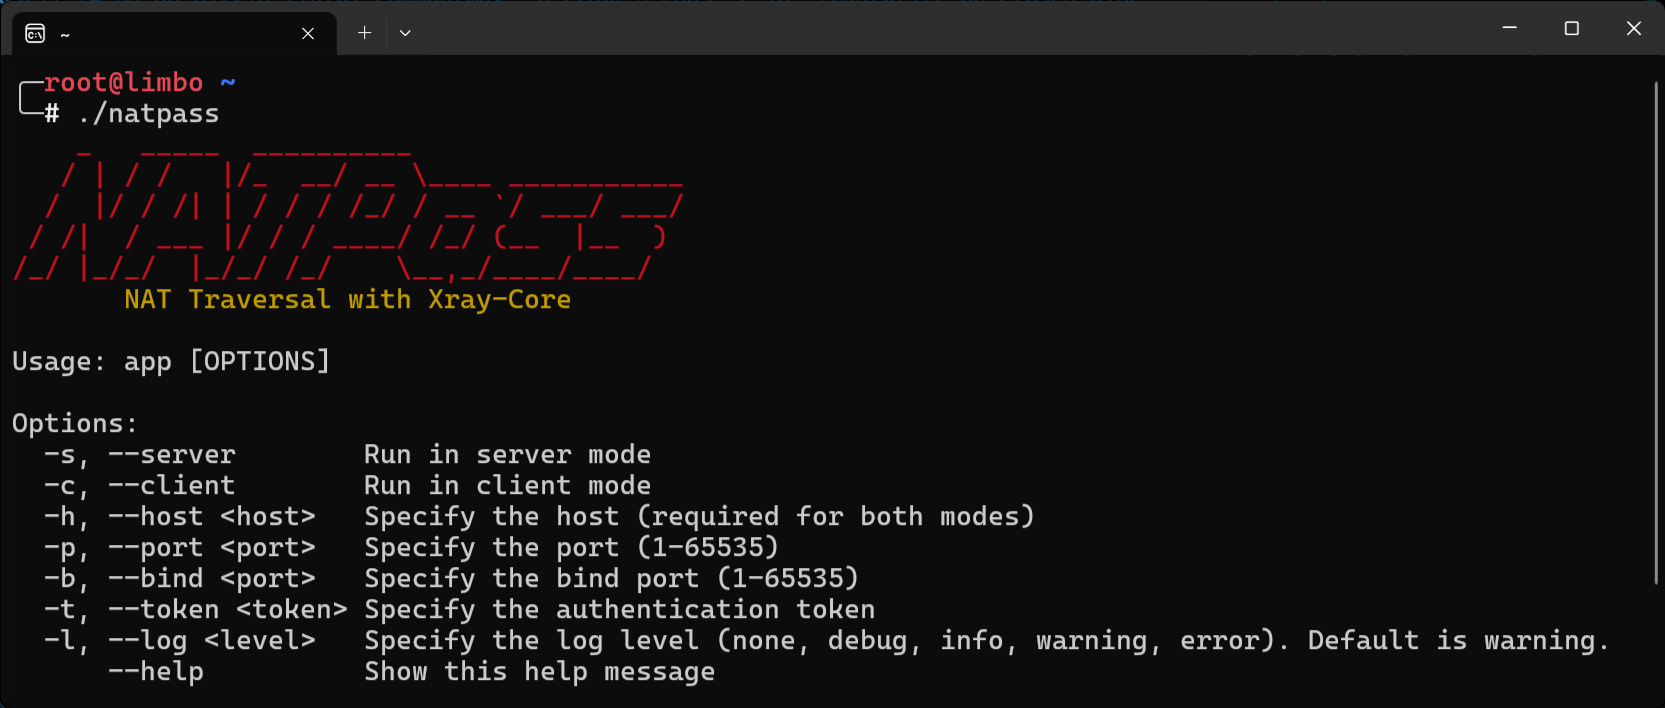 ~
root@limbo ~
# ./natpass
NATPass
NAT Traversal with Xray-Core
Usage: app [OPTIONS]
Options:
-s, --server Run in server mode
-c, --client Run in client mode
-h, --host <host> Specify the host (required for both modes)
-p, --port <port> Specify the port (1-65535)
-b, --bind <port> Specify the bind port (1-65535)
-t, --token <token> Specify the authentication token
-l, --log <level> Specify the log level (none, debug, info, warning, error). Default is warning.
--help Show this help message